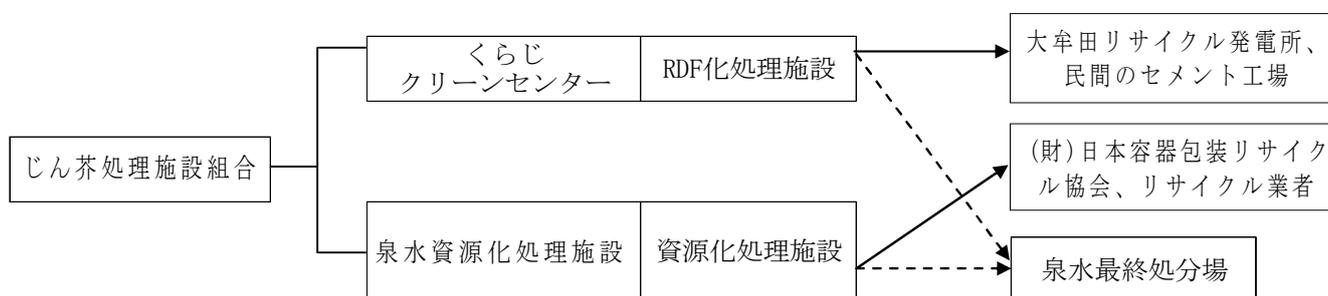 じん芥処理施設組合
くらじ
クリーンセンター
RDF化処理施設
大牟田リサイクル発電所、
民間のセメント工場
泉水資源化処理施設
資源化処理施設
(財)日本容器包装リサイク
ル協会、リサイクル業者
泉水最終処分場